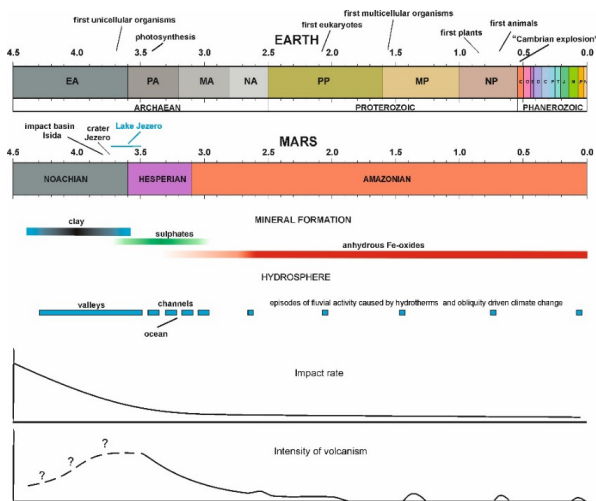 first unicellular organisms
photosynthesis
first eukaryotes
first multicellular organisms
first plants
first animals
"Cambrian explosion"
EARTH
4.5 4.0 3.5 3.0 2.5 2.0 1.5 1.0 0.5 0.0
EA PA MA NA PP MP NP
ARCHAEAN PROTEROZOIC PHANEROZOIC
impact basin
Isida
crater
Jezero
Lake Jezero
MARS
4.5 4.0 3.5 3.0 2.5 2.0 1.5 1.0 0.5 0.0
NOACHIAN HESPERIAN AMAZONIAN
MINERAL FORMATION
clay
sulphates
anhydrous Fe-oxides
HYDROSPHERE
valleys channels episodes of fluvial activity caused by hydrotherms and obliquity driven climate change
ocean
Impact rate
Intensity of volcanism
? ? ?